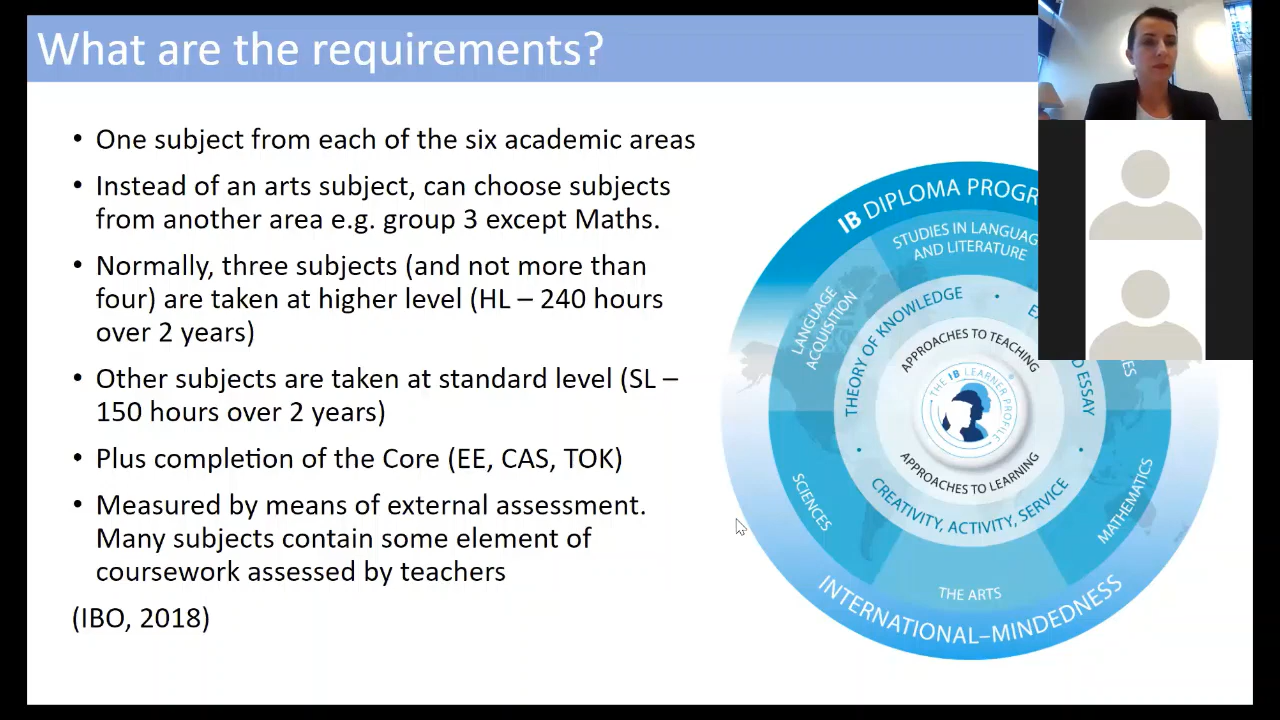 What are the requirements?
• One subject from each of the six academic areas
• Instead of an arts subject, can choose subjects
from another area e.g. group 3 except Maths.
• Normally, three subjects (and not more than
four) are taken at higher level (HL – 240 hours
over 2 years)
• Other subjects are taken at standard level (SL –
150 hours over 2 years)
• Plus completion of the Core (EE, CAS, TOK)
• Measured by means of external assessment.
Many subjects contain some element of
coursework assessed by teachers
(IBO, 2018)
IB DIPLOMA PROGR
STUDIES IN LANGUAG
AND LITERATURE
LANGUAGE
ACQUISITION
THEORY OF KNOWLEDGE
ESSAY
APPROACHES TO TEACHING
THE IB LEARNER PROFILE
APPROACHES TO LEARNING
CREATIVITY, ACTIVITY, SERVICE
SCIENCES
MATHEMATICS
THE ARTS
INTERNATIONAL–MINDEDNESS